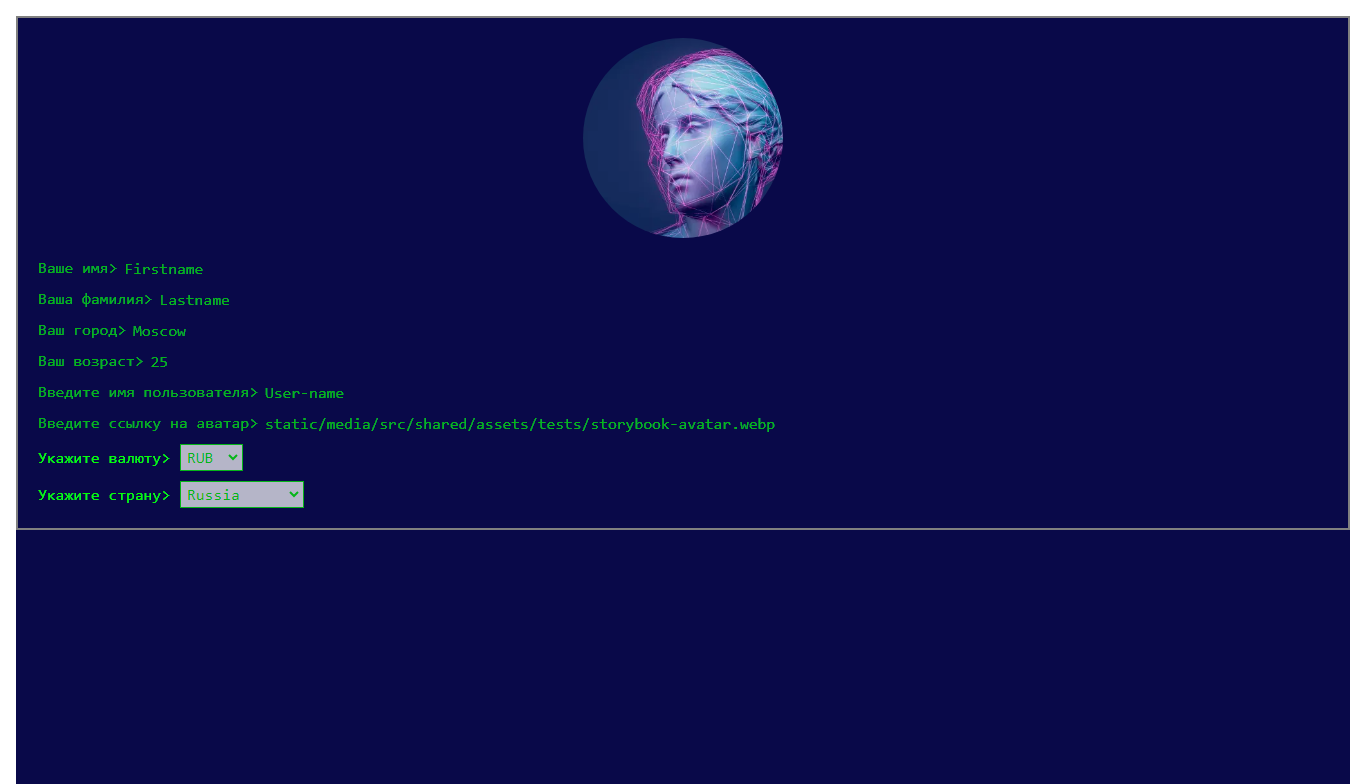 Ваше имя> Firstname
Ваша фамилия> Lastname
Ваш город> Moscow
Ваш возраст> 25
Введите имя пользователя> User-name
Введите ссылку на аватар> static/media/src/shared/assets/tests/storybook-avatar.webp
Укажите валюту> RUB
Укажите страну> Russia